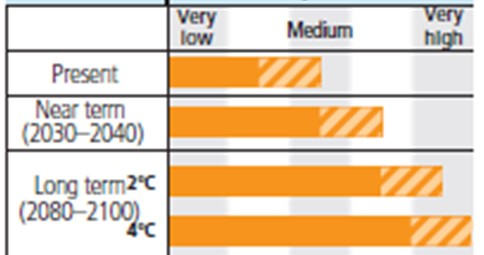 Very
low
Medium
Very
high
Present
Near term
(2030–2040)
Long term 2°C
(2080–2100)
4°C